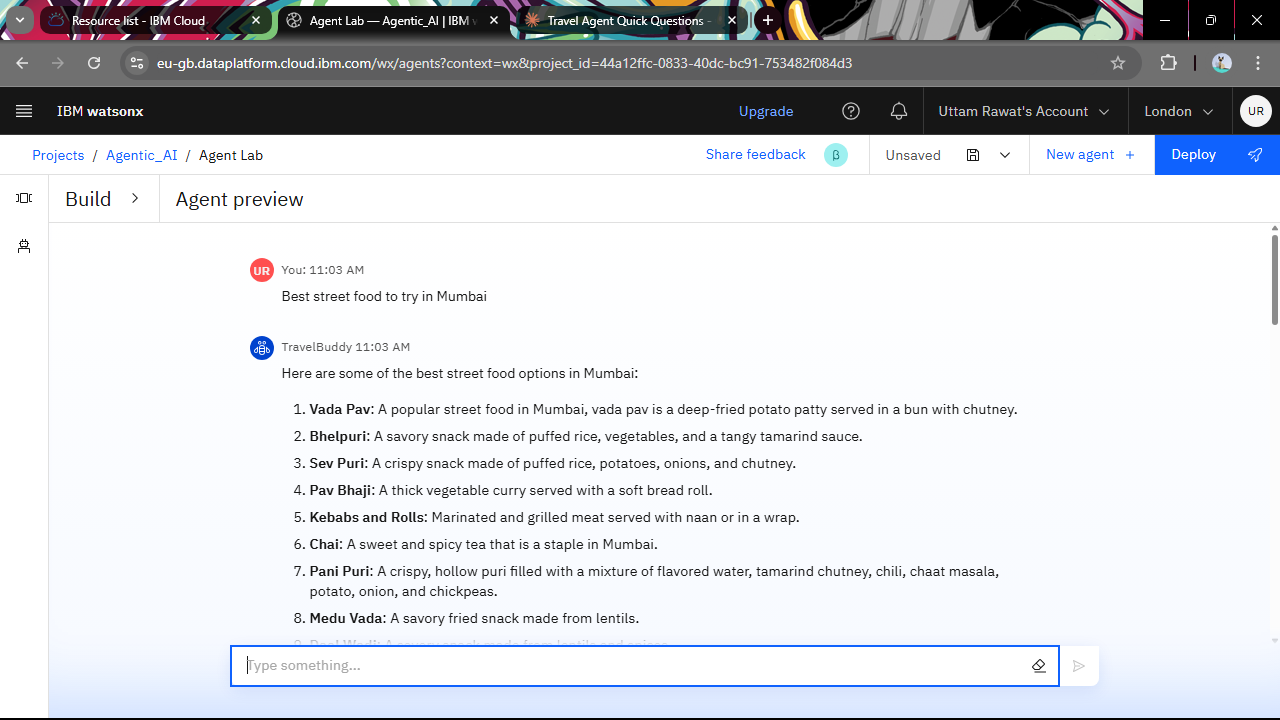 Resource list - IBM Cloud
Agent Lab — Agentic_AI | IBM
Travel Agent Quick Questions -
eu-gb.dataplatform.cloud.ibm.com/wx/agents?context=wx&project_id=44a12ffc-0833-40dc-bc91-753482f084d3
IBM watsonx
Upgrade
Uttam Rawat's Account
London
UR
Projects / Agentic_AI / Agent Lab
Share feedback
β
Unsaved
New agent +
Deploy
Build
Agent preview
UR
You: 11:03 AM
Best street food to try in Mumbai
TravelBuddy 11:03 AM
Here are some of the best street food options in Mumbai:
1. Vada Pav: A popular street food in Mumbai, vada pav is a deep-fried potato patty served in a bun with chutney.
2. Bhelpuri: A savory snack made of puffed rice, vegetables, and a tangy tamarind sauce.
3. Sev Puri: A crispy snack made of puffed rice, potatoes, onions, and chutney.
4. Pav Bhaji: A thick vegetable curry served with a soft bread roll.
5. Kebabs and Rolls: Marinated and grilled meat served with naan or in a wrap.
6. Chai: A sweet and spicy tea that is a staple in Mumbai.
7. Pani Puri: A crispy, hollow puri filled with a mixture of flavored water, tamarind chutney, chili, chaat masala,
potato, onion, and chickpeas.
8. Medu Vada: A savory fried snack made from lentils.
Type something...